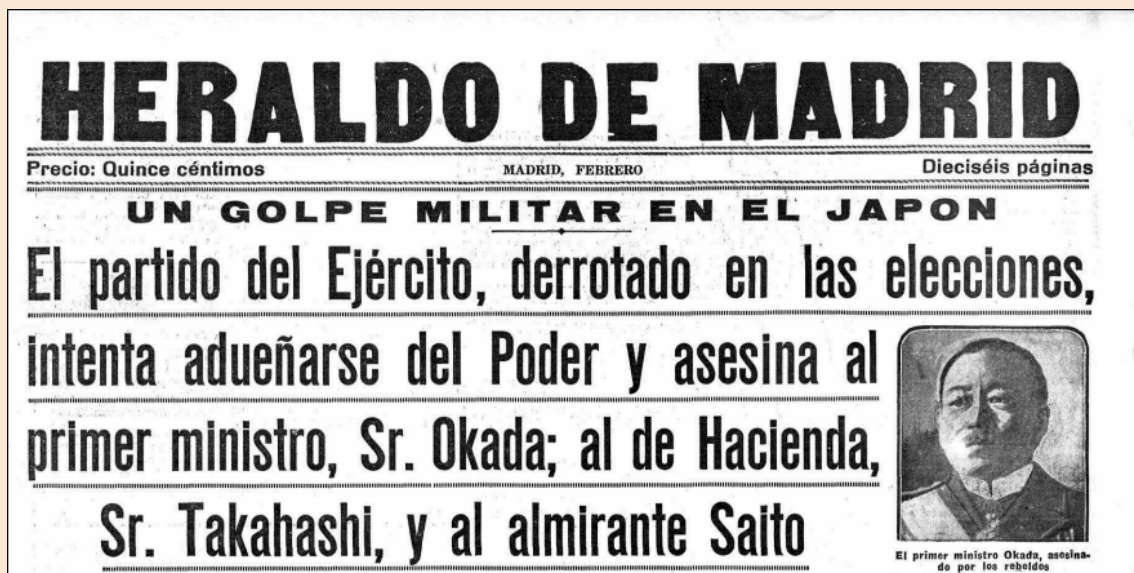 HERALDO DE MADRID
Precio: Quince céntimos MADRID, FEBRERO Dieciséis páginas
UN GOLPE MILITAR EN EL JAPON
El partido del Ejército, derrotado en las elecciones,
intenta adueñarse del Poder y asesina al
primer ministro, Sr. Okada; al de Hacienda,
Sr. Takahashi, y al almirante Saito
El primer ministro Okada, asesina-
do por los rebeldes